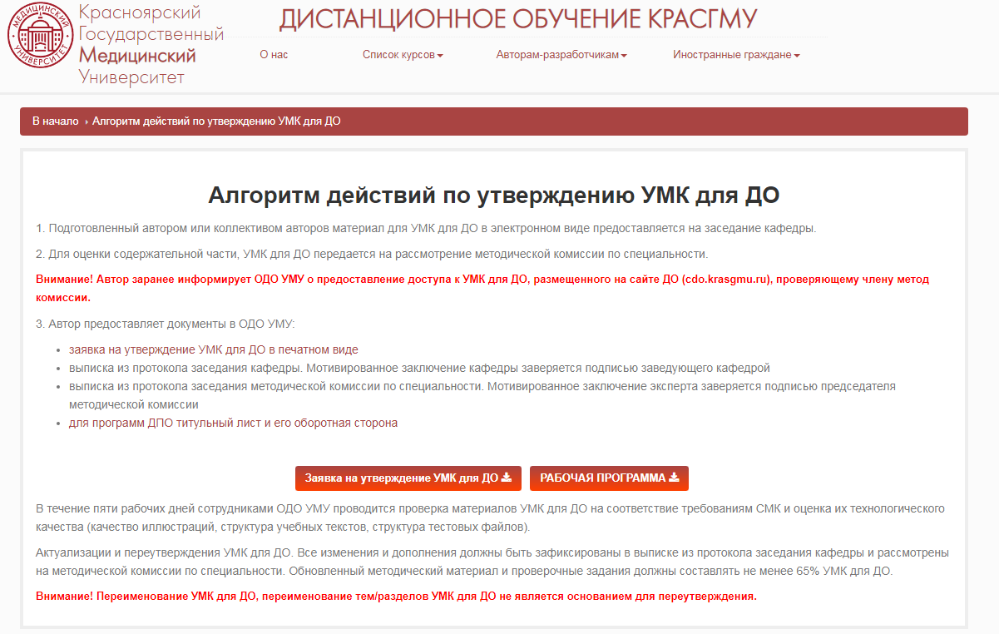 МЕДИЦИНСКИЙ
УНИВЕРСИТЕТ
Красноярский
Государственный
Медицинский
Университет
ДИСТАНЦИОННОЕ ОБУЧЕНИЕ КРАСГМУ
О нас
Список курсов
Авторам-разработчикам
Иностранные граждане
В начало
Алгоритм действий по утверждению УМК для ДО
Алгоритм действий по утверждению УМК для ДО
1. Подготовленный автором или коллективом авторов материал для УМК для ДО в электронном виде предоставляется на заседание кафедры.
2. Для оценки содержательной части, УМК для ДО передается на рассмотрение методической комиссии по специальности.
Внимание! Автор заранее информирует ОДО УМУ о предоставление доступа к УМК для ДО, размещенного на сайте ДО (cdo.krasgmu.ru), проверяющему члену метод
комиссии.
3. Автор предоставляет документы в ОДО УМУ:
• заявка на утверждение УМК для ДО в печатном виде
• выписка из протокола заседания кафедры. Мотивированное заключение кафедры заверяется подписью заведующего кафедрой
• выписка из протокола заседания методической комиссии по специальности. Мотивированное заключение эксперта заверяется подписью председателя
методической комиссии
• для программ ДПО титульный лист и его оборотная сторона
Заявка на утверждение УМК для ДО
РАБОЧАЯ ПРОГРАММА
В течение пяти рабочих дней сотрудниками ОДО УМУ проводится проверка материалов УМК для ДО на соответствие требованиям СМК и оценка их технологического
качества (качество иллюстраций, структура учебных текстов, структура тестовых файлов).
Актуализации и переутверждения УМК для ДО. Все изменения и дополнения должны быть зафиксированы в выписке из протокола заседания кафедры и рассмотрены
на методической комиссии по специальности. Обновленный методический материал и проверочные задания должны составлять не менее 65% УМК для ДО.
Внимание! Переименование УМК для ДО, переименование тем/разделов УМК для ДО не является основанием для переутверждения.